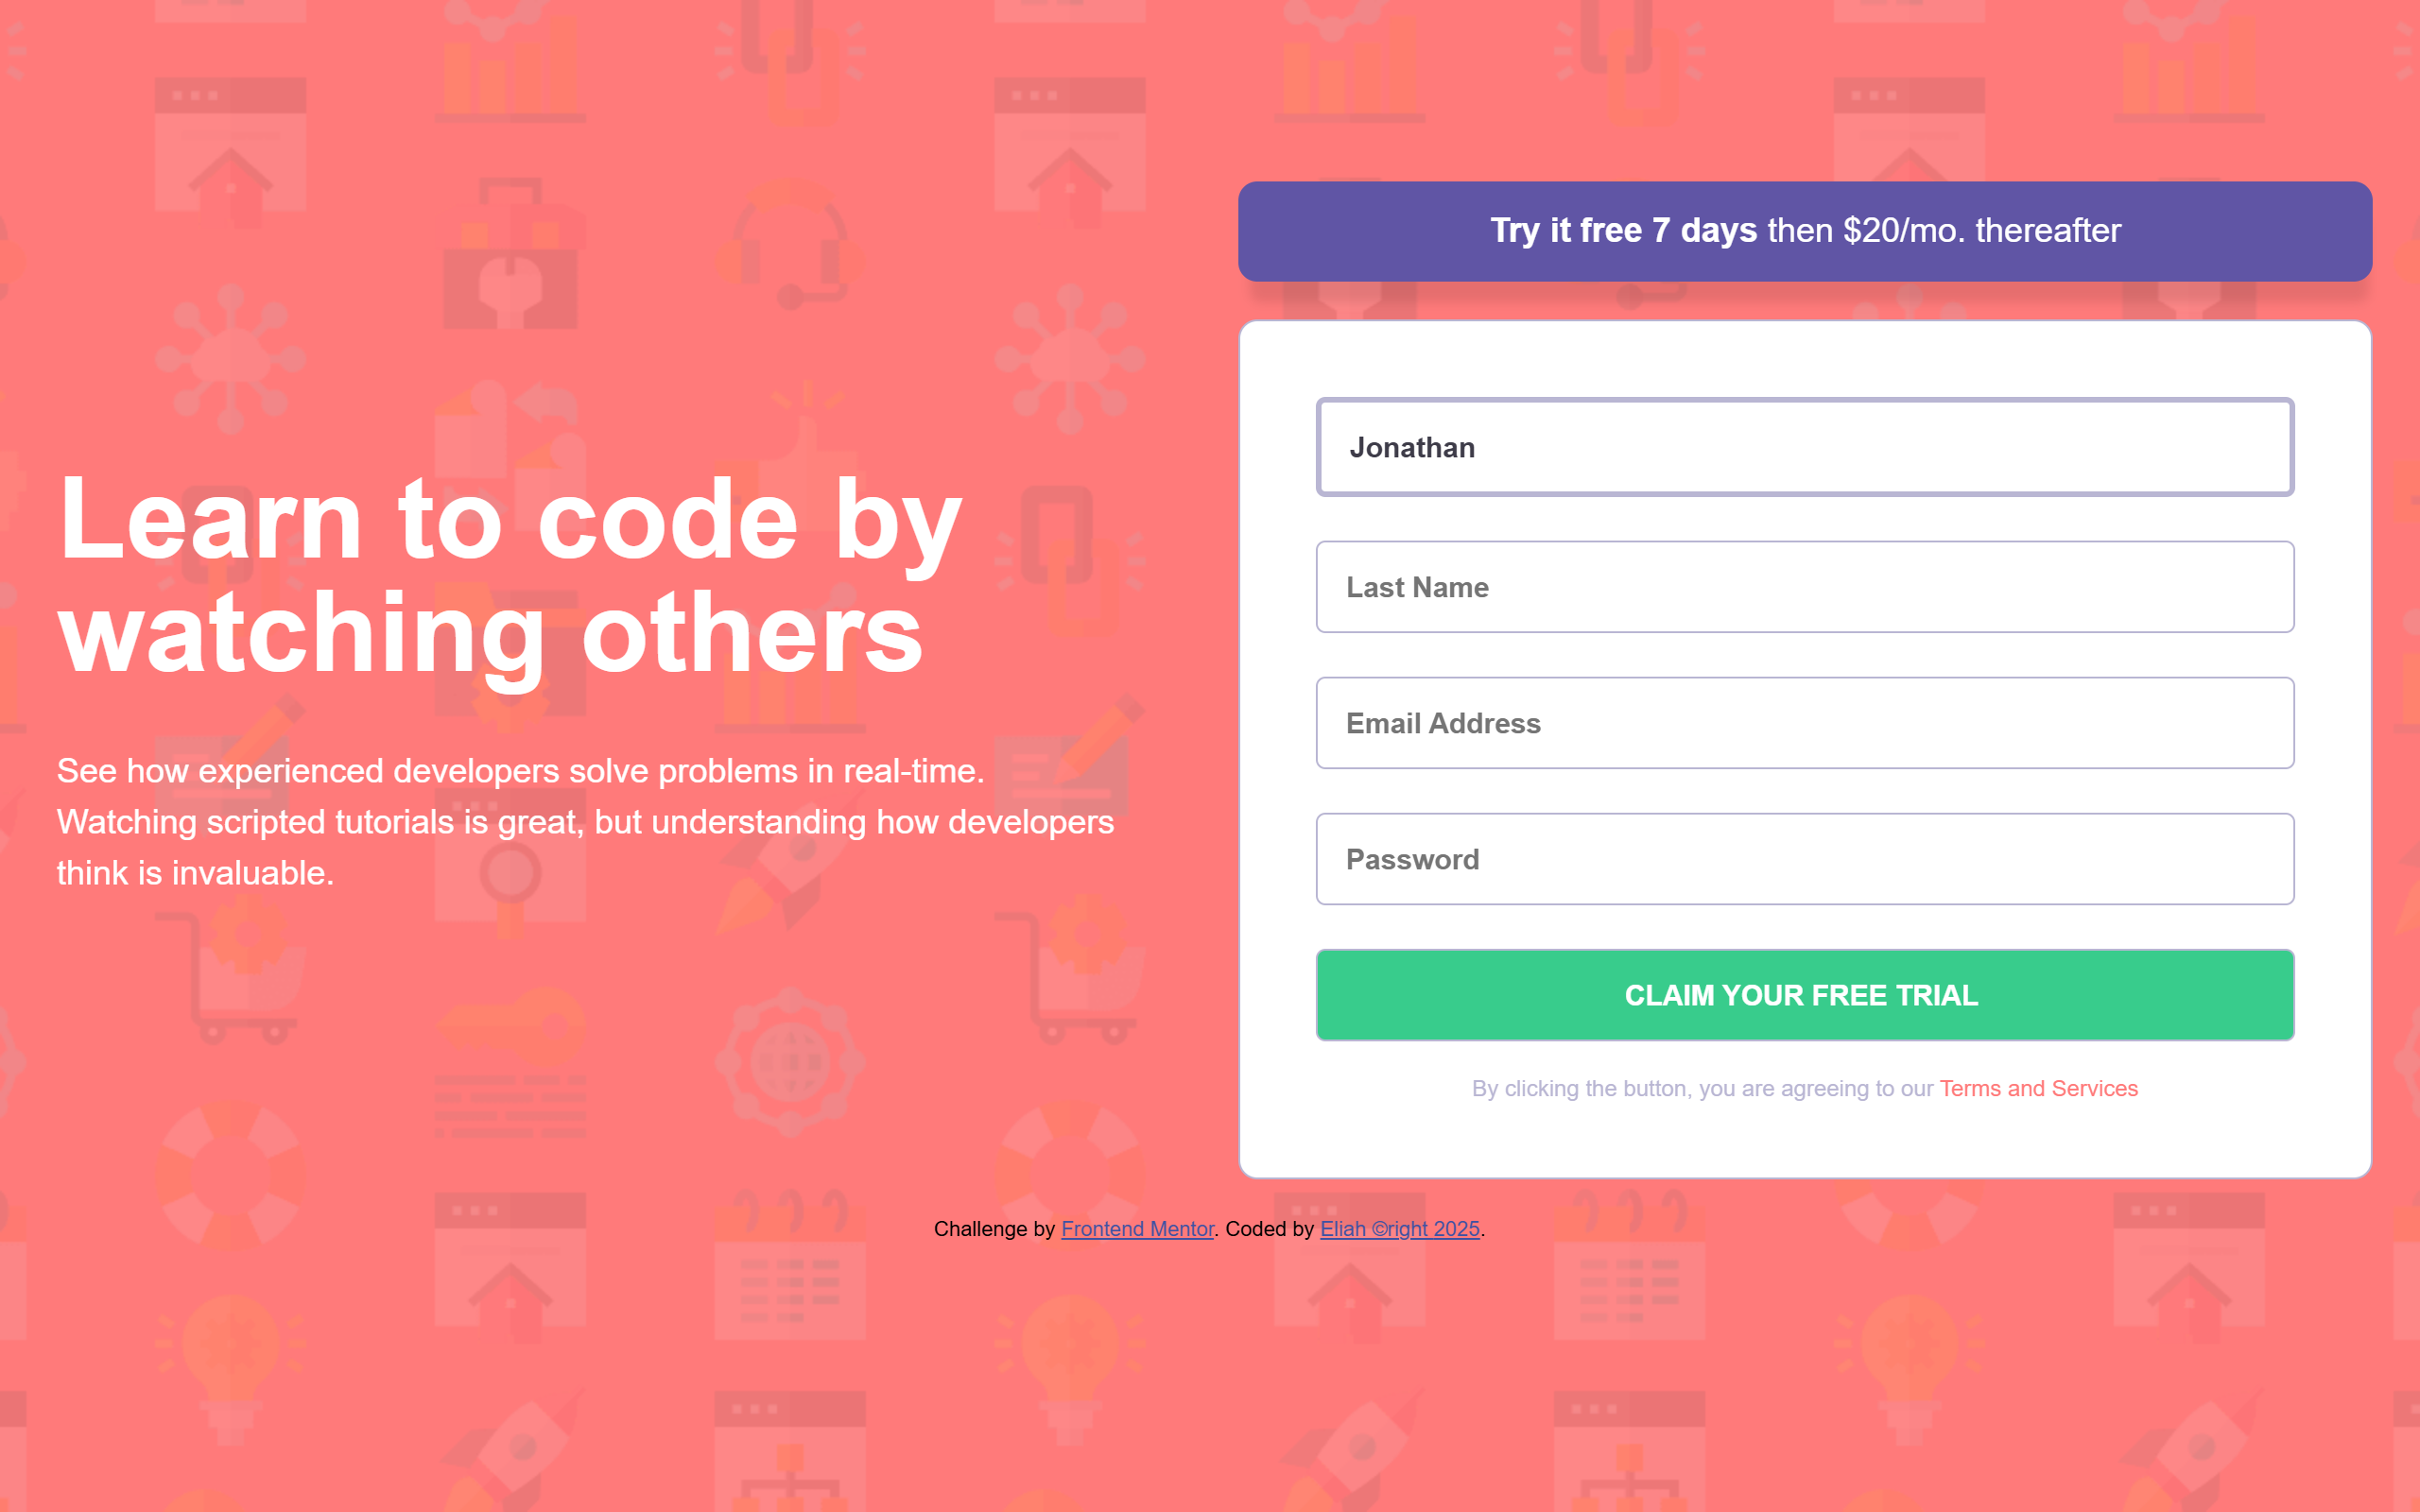 Learn to code by
watching others
See how experienced developers solve problems in real-time.
Watching scripted tutorials is great, but understanding how developers
think is invaluable.
Try it free 7 days then $20/mo. thereafter
Jonathan
Last Name
Email Address
Password
CLAIM YOUR FREE TRIAL
By clicking the button, you are agreeing to our Terms and Services
Challenge by Frontend Mentor. Coded by Eliah ©right 2025.